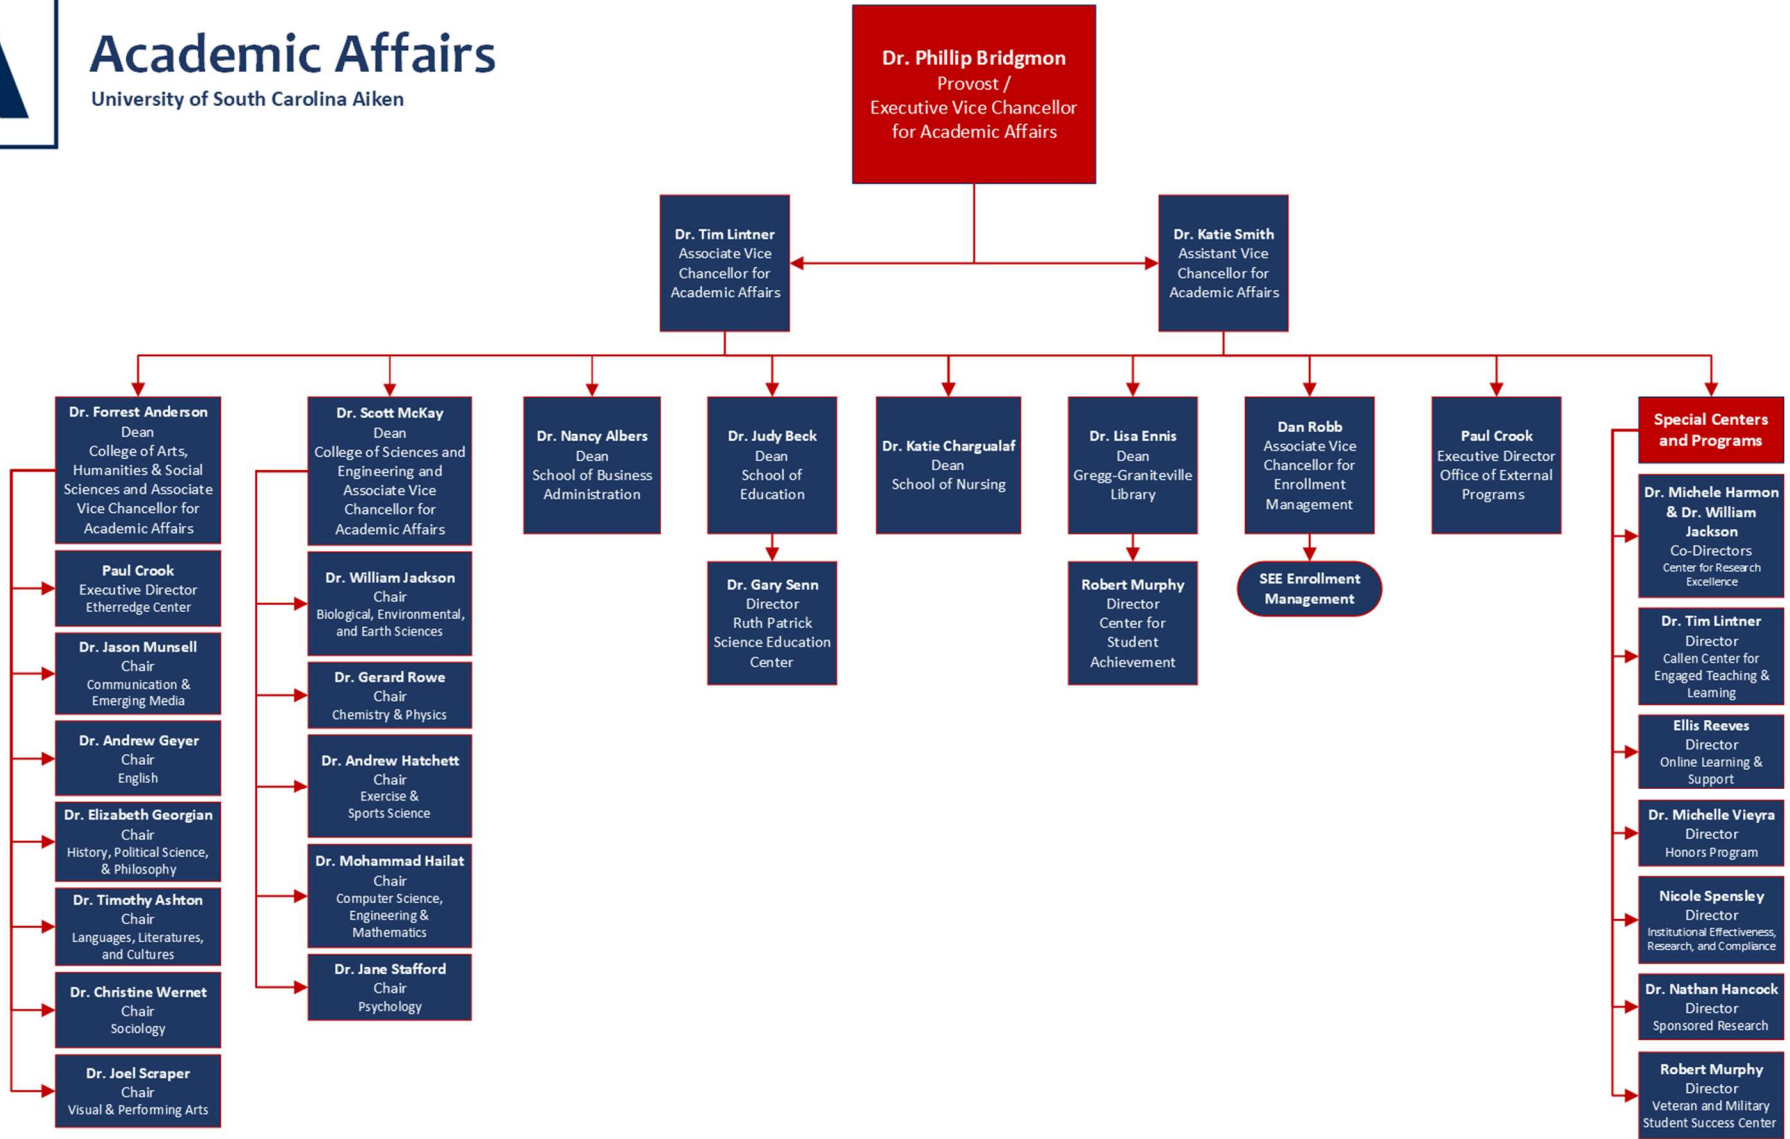 Academic Affairs
University of South Carolina Aiken
Dr. Phillip Bridgmon
Provost /
Executive Vice Chancellor
for Academic Affairs
Dr. Tim Lintner
Associate Vice
Chancellor for
Academic Affairs
Dr. Katie Smith
Assistant Vice
Chancellor for
Academic Affairs
Dr. Forrest Anderson
Dean
College of Arts,
Humanities & Social
Sciences and Associate
Vice Chancellor for
Academic Affairs
Paul Crook
Executive Director
Etherredge Center
Dr. Jason Munsell
Chair
Communication &
Emerging Media
Dr. Andrew Geyer
Chair
English
Dr. Elizabeth Georgian
Chair
History, Political Science,
& Philosophy
Dr. Timothy Ashton
Chair
Languages, Literatures,
and Cultures
Dr. Christine Wernet
Chair
Sociology
Dr. Joel Scraper
Chair
Visual & Performing Arts
Dr. Scott McKay
Dean
College of Sciences and
Engineering and
Associate Vice
Chancellor for
Academic Affairs
Dr. William Jackson
Chair
Biological, Environmental,
and Earth Sciences
Dr. Gerard Rowe
Chair
Chemistry & Physics
Dr. Andrew Hatchett
Chair
Exercise &
Sports Science
Dr. Mohammad Hailat
Chair
Computer Science,
Engineering &
Mathematics
Dr. Jane Stafford
Chair
Psychology
Dr. Nancy Albers
Dean
School of Business
Administration
Dr. Judy Beck
Dean
School of
Education
Dr. Gary Senn
Director
Ruth Patrick
Science Education
Center
Dr. Katie Chargualaf
Dean
School of Nursing
Dr. Lisa Ennis
Dean
Gregg-Graniteville
Library
Robert Murphy
Director
Center for
Student
Achievement
Dan Robb
Associate Vice
Chancellor for
Enrollment
Management
SEE Enrollment
Management
Paul Crook
Executive Director
Office of External
Programs
Special Centers
and Programs
Dr. Michele Harmon
& Dr. William
Jackson
Co-Directors
Center for Research
Excellence
Dr. Tim Lintner
Director
Callen Center for
Engaged Teaching &
Learning
Ellis Reeves
Director
Online Learning &
Support
Dr. Michelle Vieyra
Director
Honors Program
Nicole Spensley
Director
Institutional Effectiveness,
Research, and Compliance
Dr. Nathan Hancock
Director
Sponsored Research
Robert Murphy
Director
Veteran and Military
Student Success Center